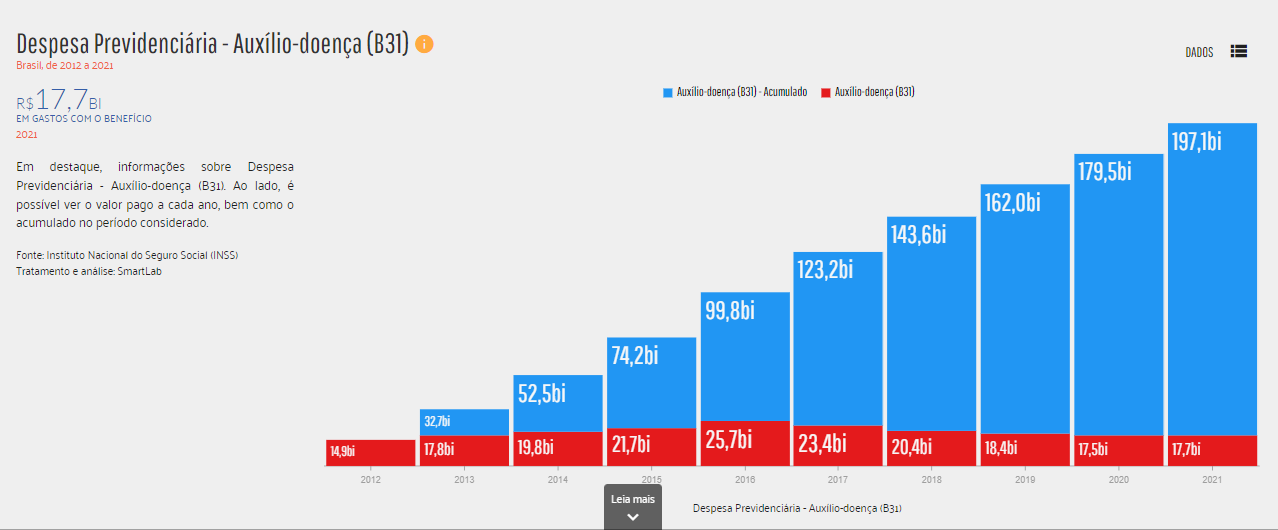 Despesa Previdenciária - Auxílio-doença (B31)
Brasil, de 2012 a 2021
DADOS
R$17,7BI
EM GASTOS COM O BENEFÍCIO
2021
Em destaque, informações sobre Despesa
Previdenciária - Auxílio-doença (B31). Ao lado, é
possível ver o valor pago a cada ano, bem como o
acumulado no período considerado.
Fonte: Instituto Nacional do Seguro Social (INSS)
Tratamento e análise: SmartLab
Auxílio-doença (B31) - Acumulado Auxílio-doença (B31)
197,1bi
179,5bi
162,0bi
143,6bi
123,2bi
99,8bi
74,2bi
52,5bi
32,7bi
14,9bi 17,8bi 19,8bi 21,7bi 25,7bi 23,4bi 20,4bi 18,4bi 17,5bi 17,7bi
2012 2013 2014 2015 2016 2017 2018 2019 2020 2021
Leia mais
Despesa Previdenciária - Auxílio-doença (B31)